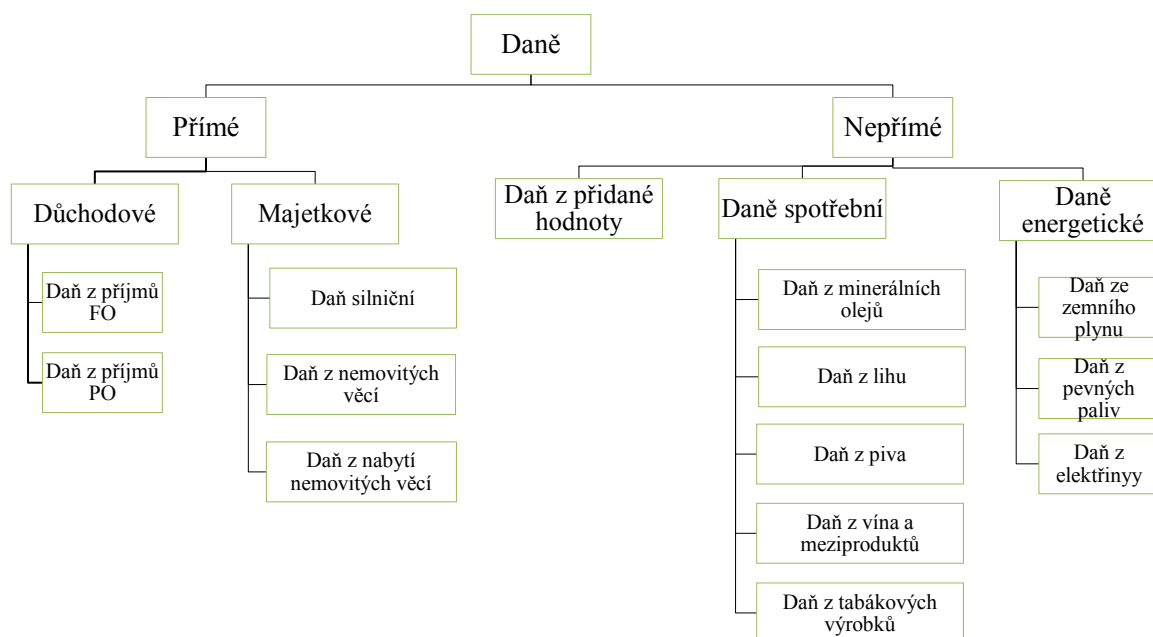 Daně
Přímé
Nepřímé
Důchodové
Majetkové
Daň z přidané
hodnoty
Daně spotřební
Daně
energetické
Daň z příjmů
FO
Daň z příjmů
PO
Daň silniční
Daň z nemovitých
věcí
Daň z nabytí
nemovitých věcí
Daň z minerálních
olejů
Daň z lihu
Daň z piva
Daň z vína a
meziproduktů
Daň z tabákových
výrobků
Daň ze
zemního
plynu
Daň z
pevných
paliv
Daň z
elektřinyy